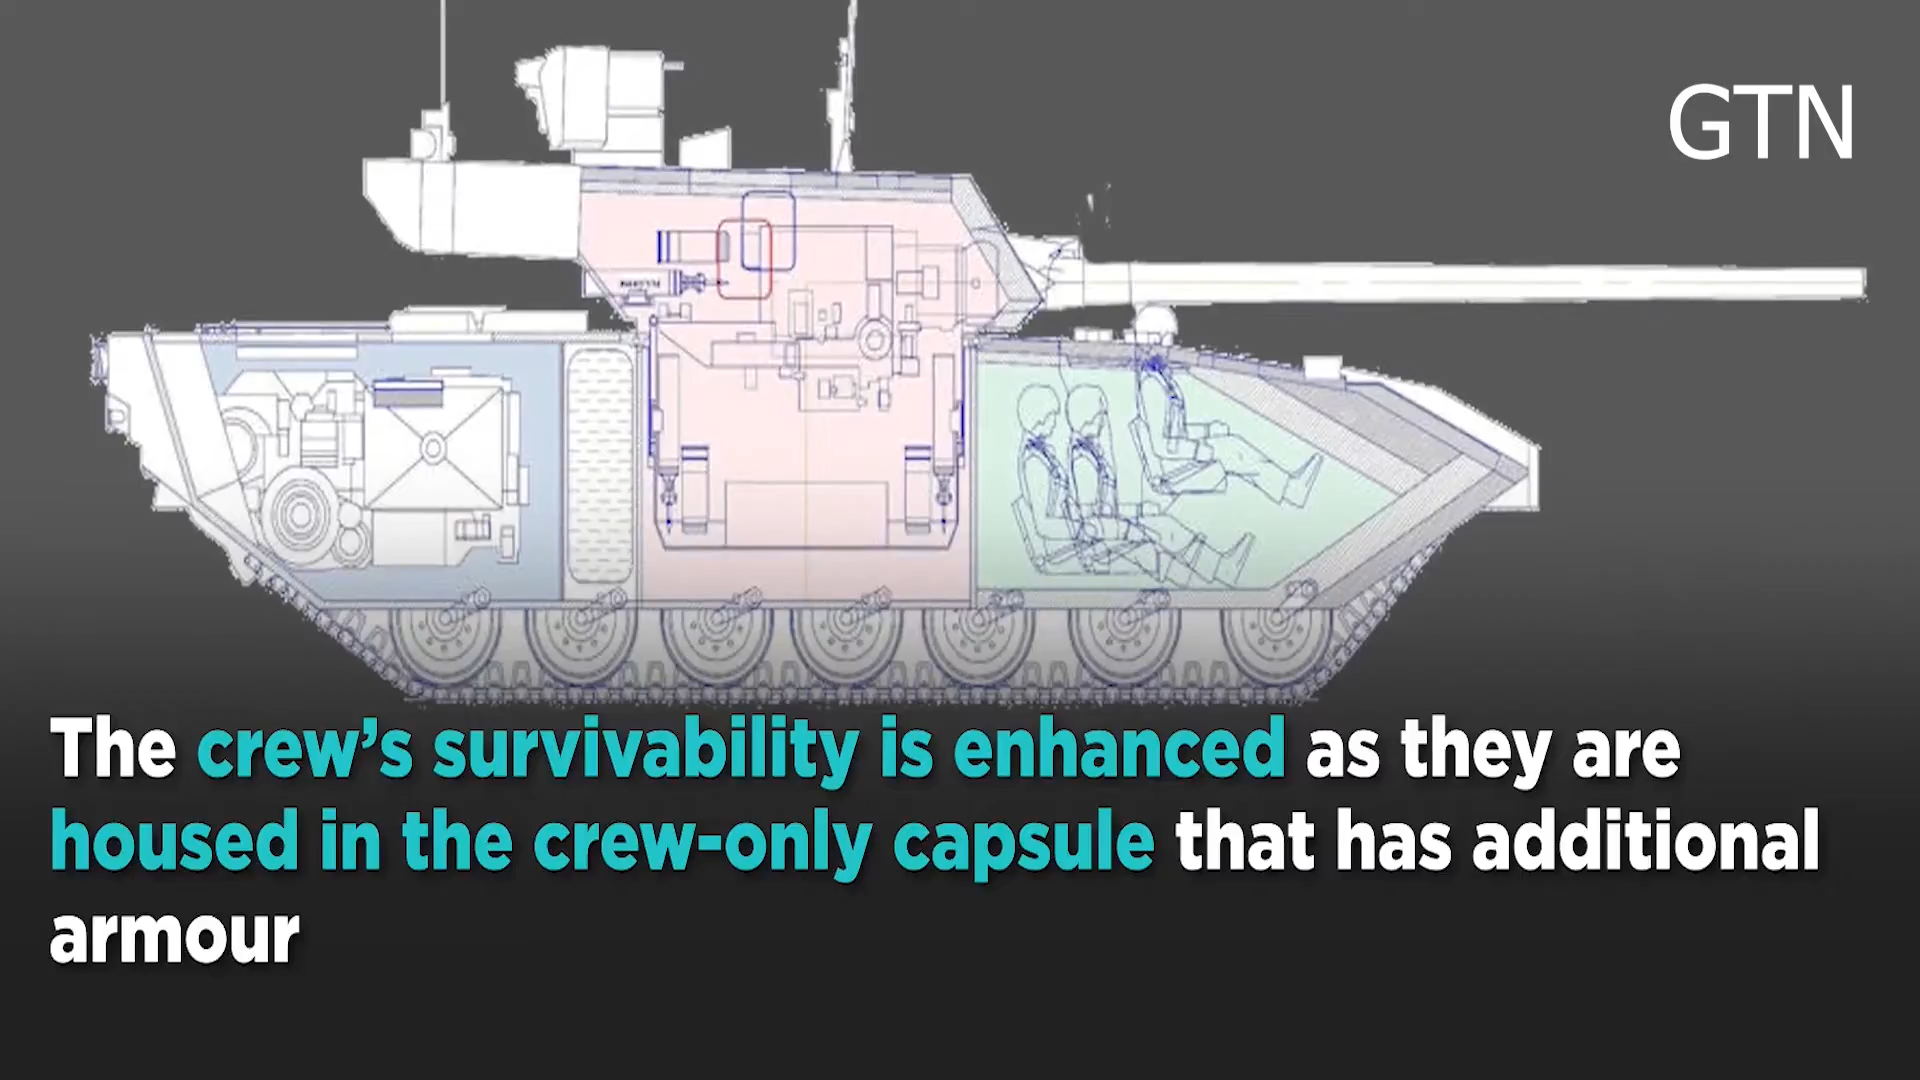 GTN
The crew’s survivability is enhanced as they are
housed in the crew-only capsule that has additional
armour